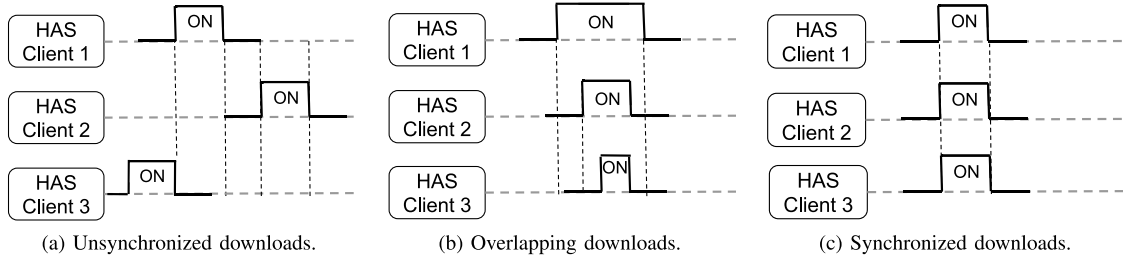 HAS
Client 1
ON
HAS
Client 2
ON
HAS
Client 3
ON
(a) Unsynchronized downloads.
HAS
Client 1
ON
HAS
Client 2
ON
HAS
Client 3
ON
(b) Overlapping downloads.
HAS
Client 1
ON
HAS
Client 2
ON
HAS
Client 3
ON
(c) Synchronized downloads.